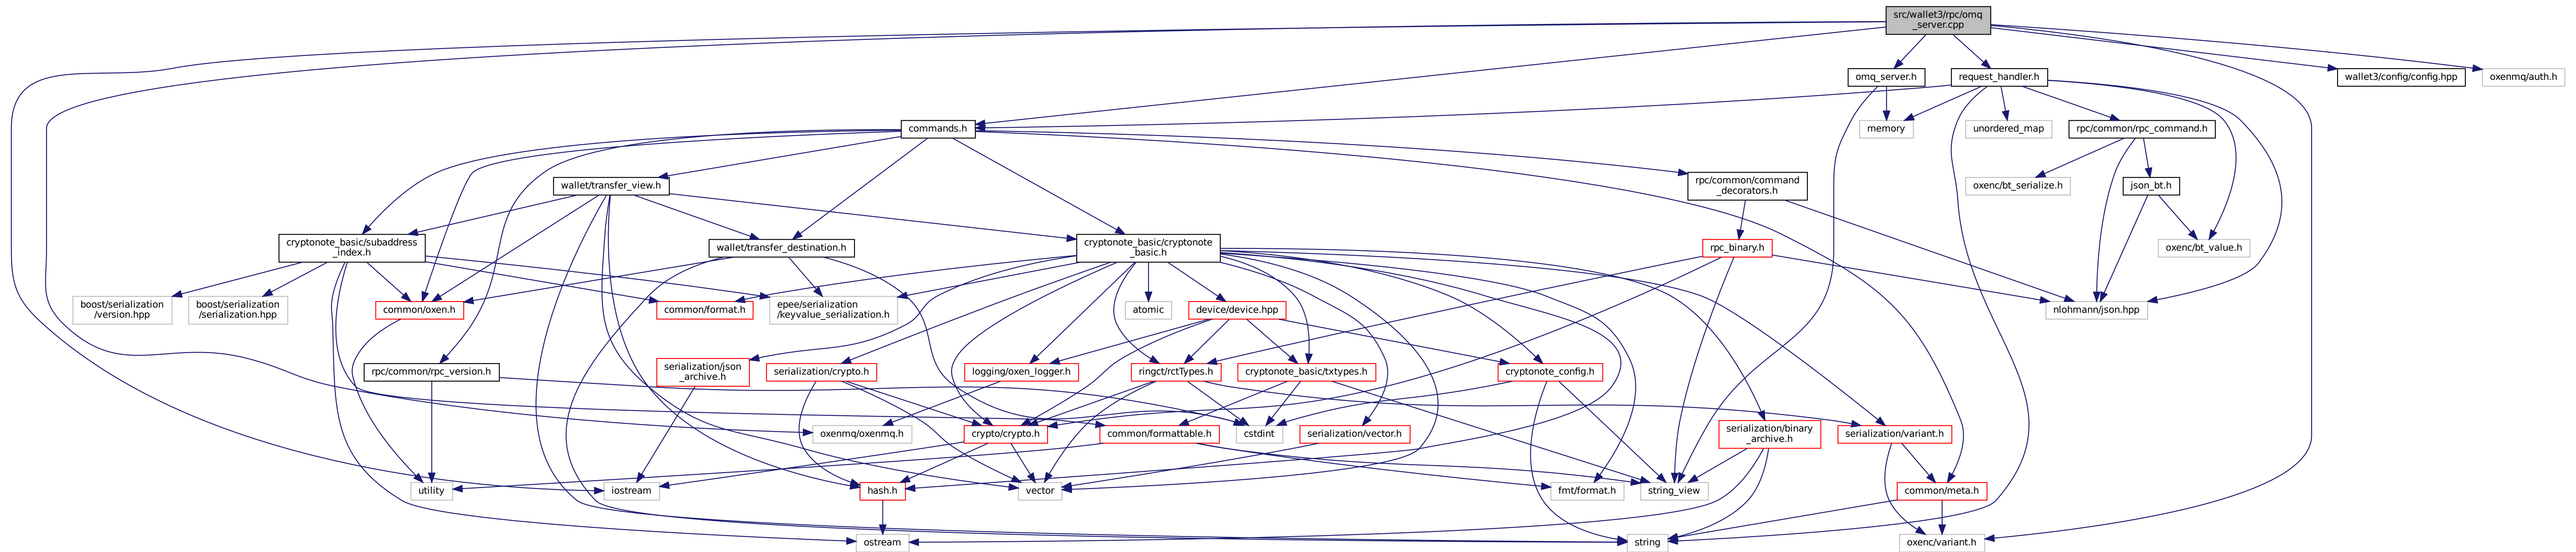 src/wallet3/rpc/omq
_server.cpp
omq_server.h
request_handler.h
wallet3/config/config.hpp
oxenmq/auth.h
commands.h
memory
unordered_map
rpc/common/rpc_command.h
wallet/transfer_view.h
rpc/common/command
_decorators.h
oxenc/bt_serialize.h
json_bt.h
cryptonote_basic/subaddress
_index.h
wallet/transfer_destination.h
cryptonote_basic/cryptonote
_basic.h
rpc_binary.h
oxenc/bt_value.h
boost/serialization
/version.hpp
boost/serialization
/serialization.hpp
common/oxen.h
common/format.h
epee/serialization
/keyvalue_serialization.h
atomic
device/device.hpp
nlohmann/json.hpp
rpc/common/rpc_version.h
serialization/json
_archive.h
serialization/crypto.h
logging/oxen_logger.h
ringct/rctTypes.h
cryptonote_basic/txtypes.h
cryptonote_config.h
oxenmq/oxenmq.h
crypto/crypto.h
common/formattable.h
cstdint
serialization/vector.h
serialization/binary
_archive.h
serialization/variant.h
utility
iostream
hash.h
vector
fmt/format.h
string_view
common/meta.h
ostream
string
oxenc/variant.h